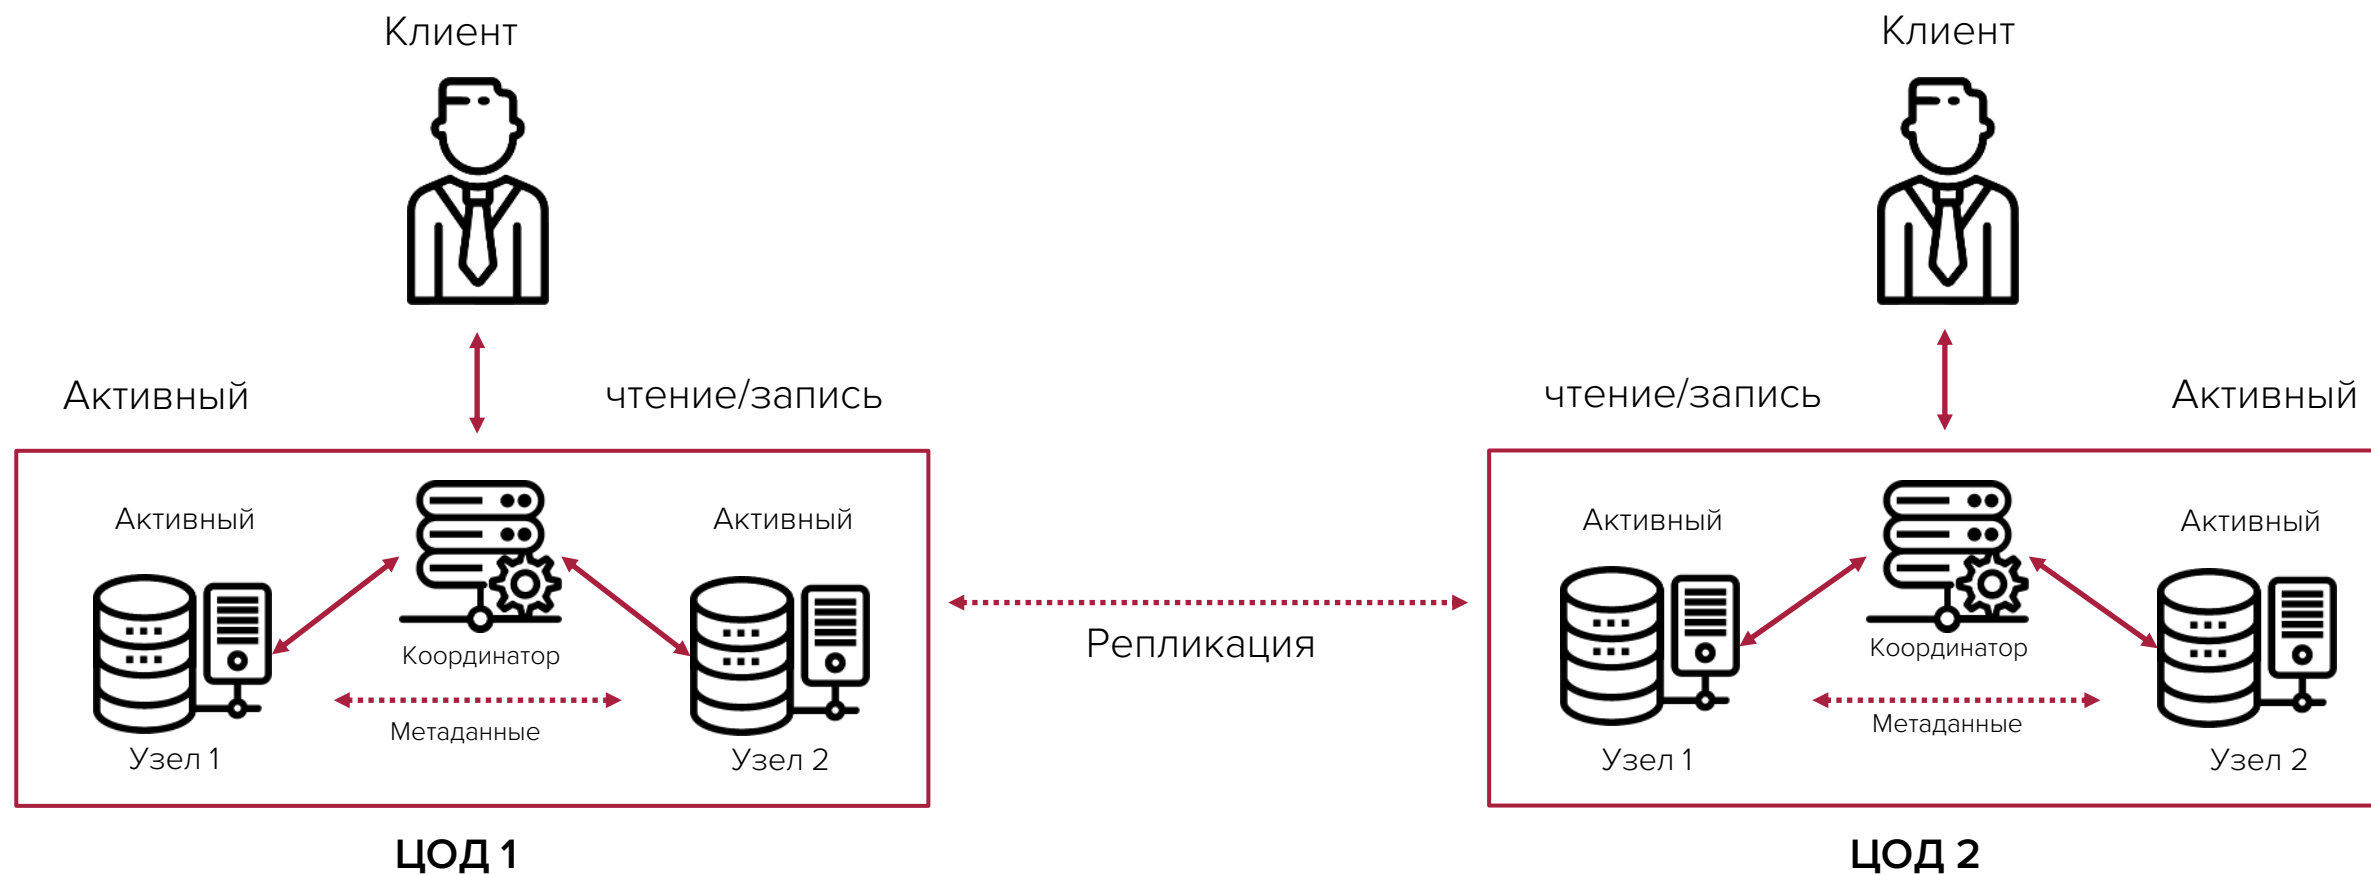 Клиент
Клиент
Активный
чтение/запись
чтение/запись
Активный
Активный
Активный
Активный
Активный
Координатор
Репликация
Координатор
Метаданные
Метаданные
Узел 1
Узел 2
Узел 1
Узел 2
ЦОД 1
ЦОД 2